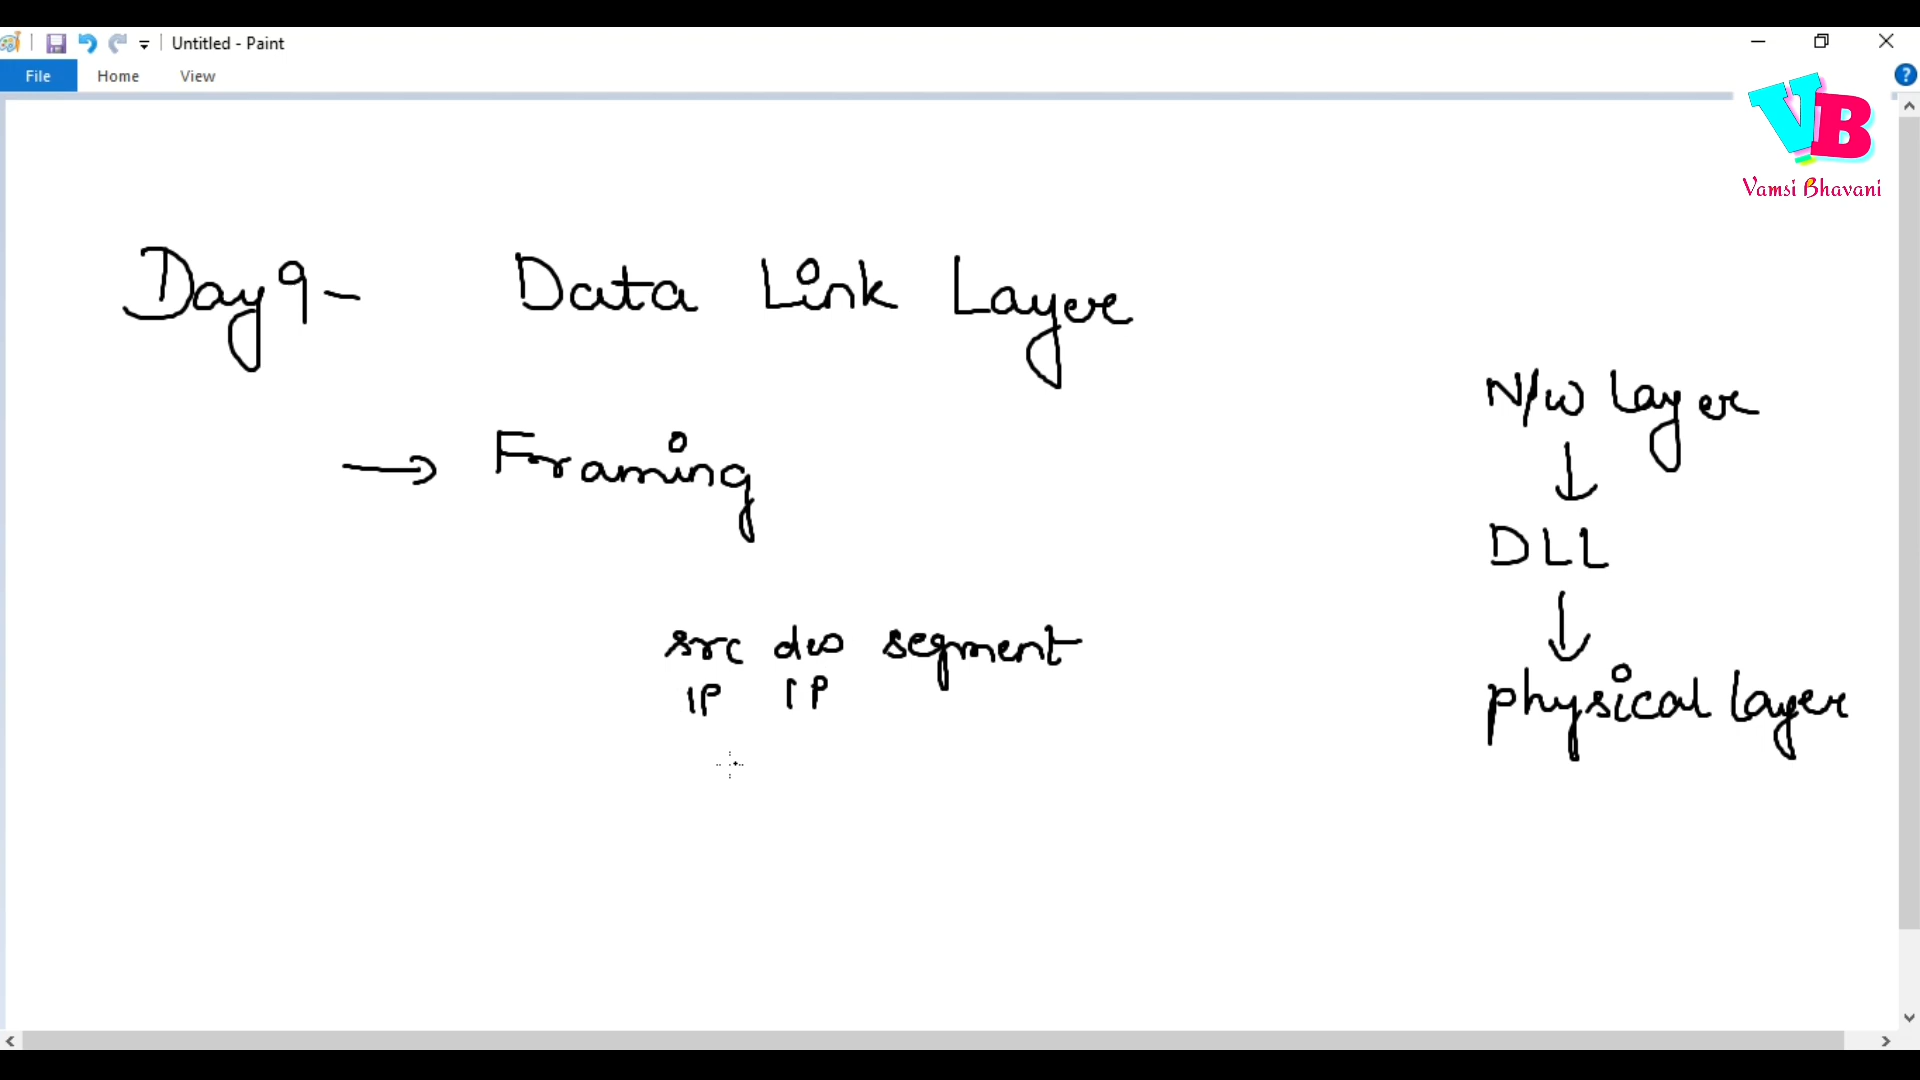 Untitled - Paint
File Home View
VB
Vamsi Bhavani
Day 9 - Data Link Layer
→ Framing
N/W layer
↓
DLL
↓
physical layer
src des segment
IP IP